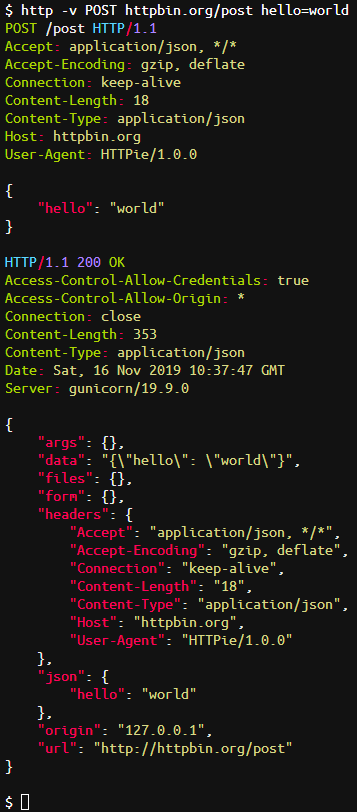 $ http -v POST httpbin.org/post hello=world
POST /post HTTP/1.1
Accept: application/json, */*
Accept-Encoding: gzip, deflate
Connection: keep-alive
Content-Length: 18
Content-Type: application/json
Host: httpbin.org
User-Agent: HTTPie/1.0.0

{
    "hello": "world"
}

HTTP/1.1 200 OK
Access-Control-Allow-Credentials: true
Access-Control-Allow-Origin: *
Connection: close
Content-Length: 353
Content-Type: application/json
Date: Sat, 16 Nov 2019 10:37:47 GMT
Server: gunicorn/19.9.0

{
    "args": {},
    "data": "{\"hello\": \"world\"}",
    "files": {},
    "form": {},
    "headers": {
        "Accept": "application/json, */*",
        "Accept-Encoding": "gzip, deflate",
        "Connection": "keep-alive",
        "Content-Length": "18",
        "Content-Type": "application/json",
        "Host": "httpbin.org",
        "User-Agent": "HTTPie/1.0.0"
    },
    "json": {
        "hello": "world"
    },
    "origin": "127.0.0.1",
    "url": "http://httpbin.org/post"
}

$